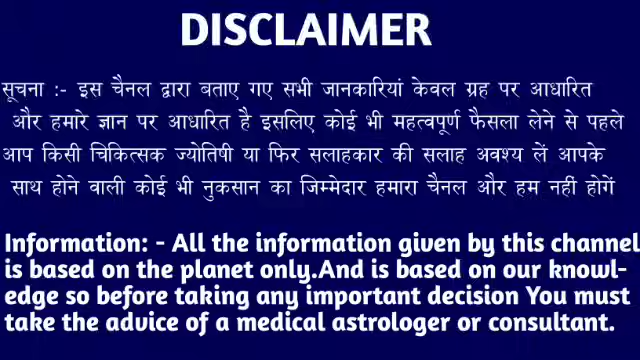 DISCLAIMER
सूचना :- इस चैनल द्वारा बताए गए सभी जानकारियां केवल ग्रह पर आधारित
और हमारे ज्ञान पर आधारित है इसलिए कोई भी महत्वपूर्ण फैसला लेने से पहले
आप किसी चिकित्सक ज्योतिषी या फिर सलाहकार की सलाह अवश्य लें आपके
साथ होने वाली कोई भी नुकसान का जिम्मेदार हमारा चैनल और हम नहीं होगें
Information: - All the information given by this channel
is based on the planet only.And is based on our knowl-
edge so before taking any important decision You must
take the advice of a medical astrologer or consultant.